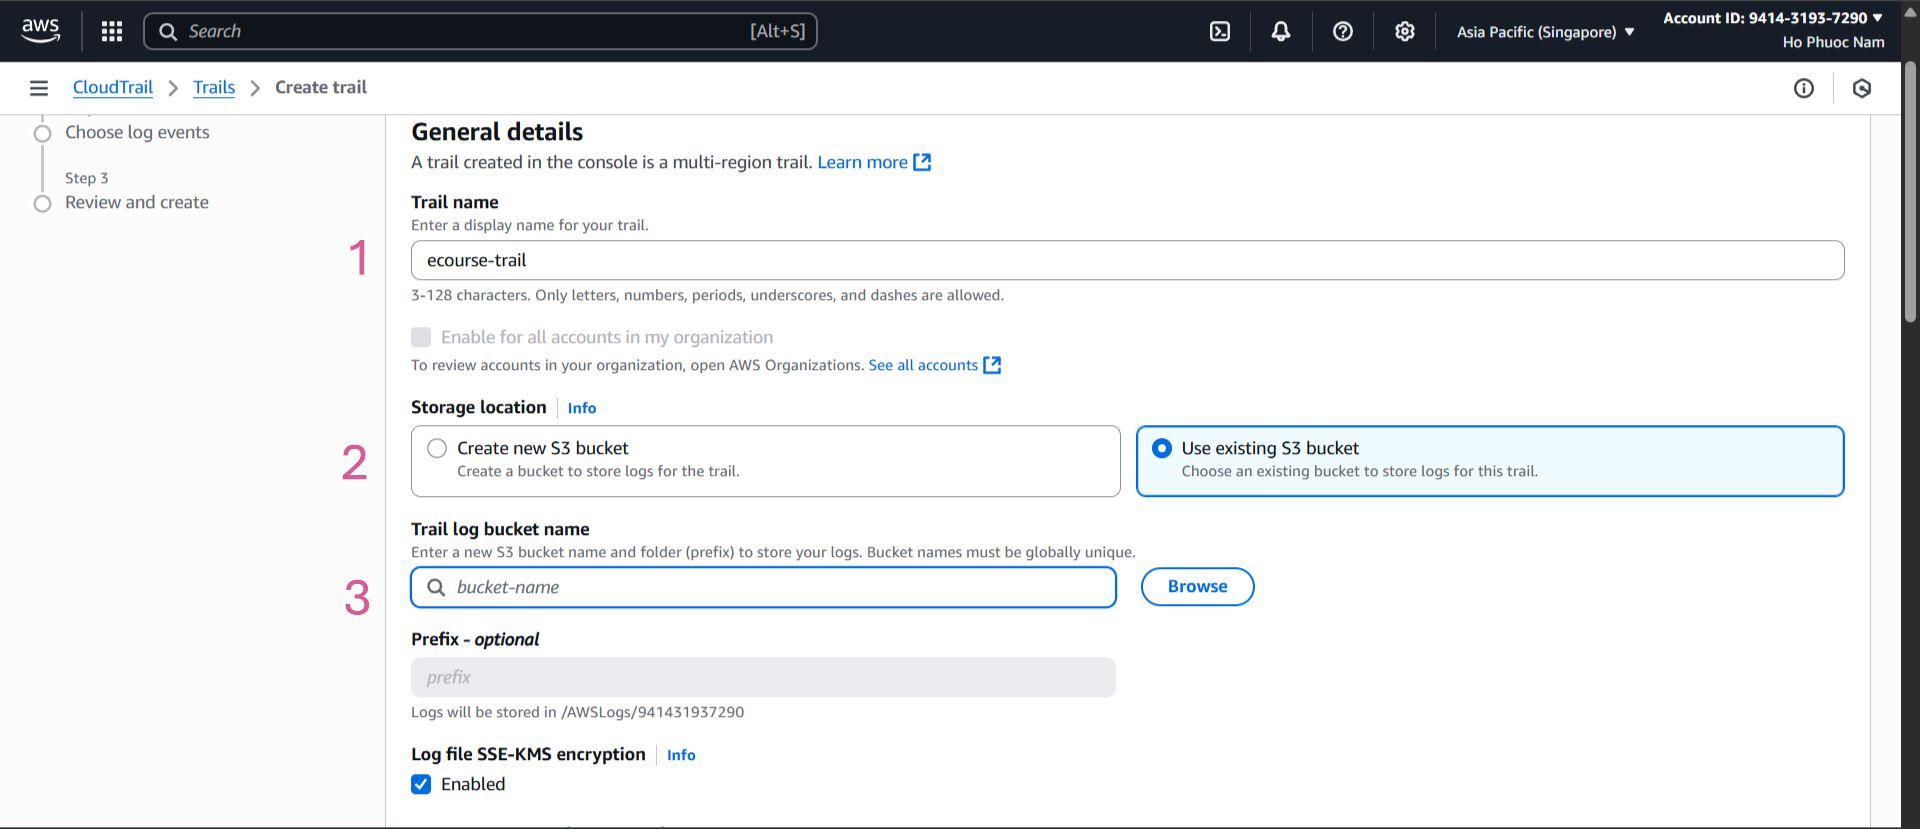 aws
Search
[Alt+S]
Asia Pacific (Singapore)
Account ID: 9414-3193-7290
Ho Phuoc Nam
CloudTrail
Trails
Create trail
Choose log events
Step 3
Review and create
General details
A trail created in the console is a multi-region trail. Learn more
Trail name
Enter a display name for your trail.
1
ecourse-trail
3-128 characters. Only letters, numbers, periods, underscores, and dashes are allowed.
Enable for all accounts in my organization
To review accounts in your organization, open AWS Organizations. See all accounts
Storage location
Info
2
Create new S3 bucket
Create a bucket to store logs for the trail.
Use existing S3 bucket
Choose an existing bucket to store logs for this trail.
Trail log bucket name
Enter a new S3 bucket name and folder (prefix) to store your logs. Bucket names must be globally unique.
3
bucket-name
Browse
Prefix - optional
prefix
Logs will be stored in /AWSLogs/941431937290
Log file SSE-KMS encryption
Info
Enabled